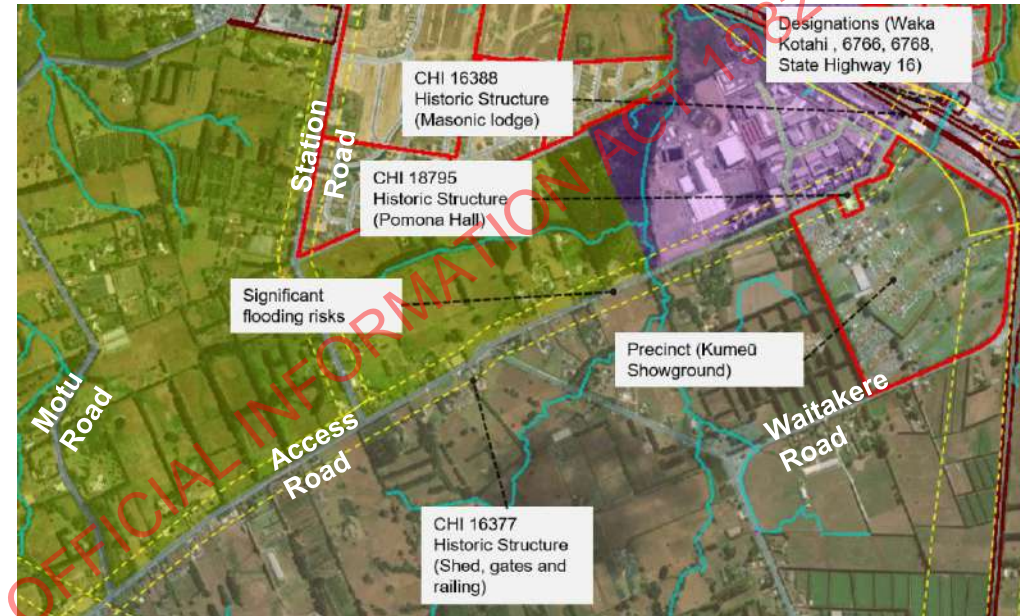 Designations (Waka
Kotahi , 6766, 6768,
State Highway 16)
CHI 16388
Historic Structure
(Masonic lodge)
Station
Road
CHI 18795
Historic Structure
(Pomona Hall)
Significant
flooding risks
Precinct (Kumeū
Showground)
Motu
Road
Access
Road
Waitakere
Road
CHI 16377
Historic Structure
(Shed, gates and
railing)
OFFICIAL INFORMATION ACT 1982